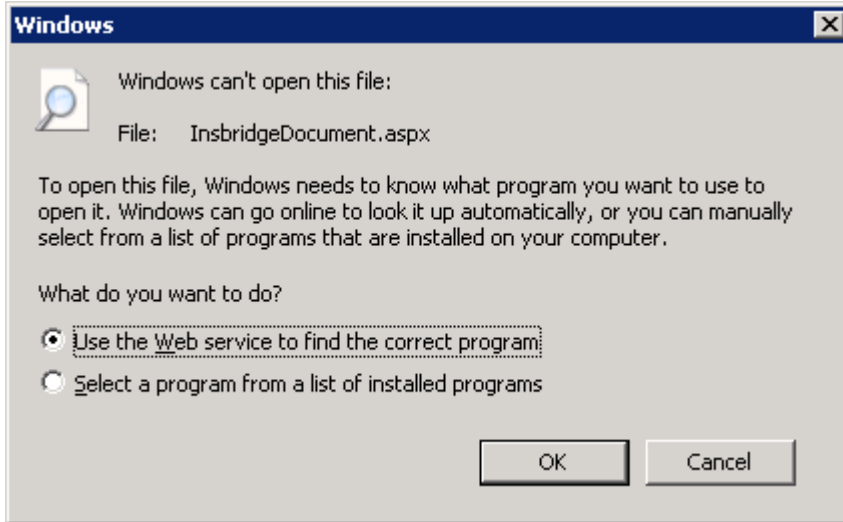 Windows
Windows can't open this file:
File: InsbridgeDocument.aspx
To open this file, Windows needs to know what program you want to use to
open it. Windows can go online to look it up automatically, or you can manually
select from a list of programs that are installed on your computer.
What do you want to do?
Use the Web service to find the correct program
Select a program from a list of installed programs
OK Cancel